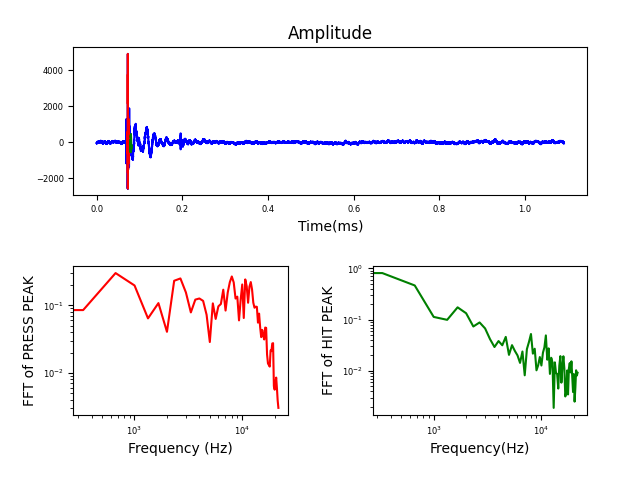 Amplitude
4000
2000
0
−2000
0.0 0.2 0.4 0.6 0.8 1.0
Time(ms)
FFT of PRESS PEAK
10⁻¹
10⁻²
10³ 10⁴
Frequency (Hz)
FFT of HIT PEAK
10⁰
10⁻¹
10⁻²
10³ 10⁴
Frequency(Hz)